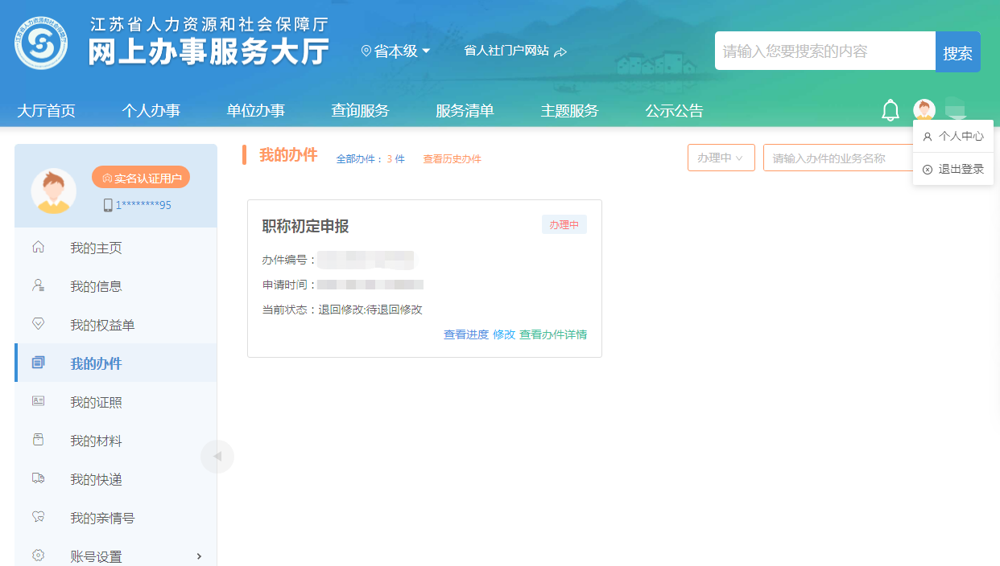 江苏省人力资源和社会保障厅
网上办事服务大厅
省本级
省人社门户网站
请输入您要搜索的内容
搜索
大厅首页 个人办事 单位办事 查询服务 服务清单 主题服务 公示公告
个人中心
退出登录
实名认证用户
1********95
我的主页
我的信息
我的权益单
我的办件
我的证照
我的材料
我的快递
我的亲情号
账号设置
我的办件 全部办件： 3 件 查看历史办件
办理中
请输入办件的业务名称
职称初定申报 办理中
办件编号：
申请时间：
当前状态：退回修改:待退回修改
查看进度 修改 查看办件详情